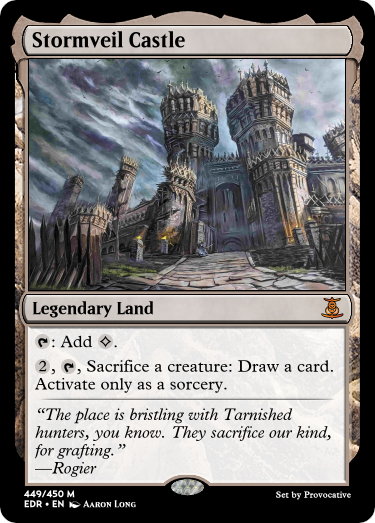 Stormveil Castle
Legendary Land
: Add .
2, , Sacrifice a creature: Draw a card.
Activate only as a sorcery.
“The place is bristling with Tarnished
hunters, you know. They sacrifice our kind,
for grafting.”
—Rogier
449/450 M
EDR • EN Aaron Long
Set by Provocative